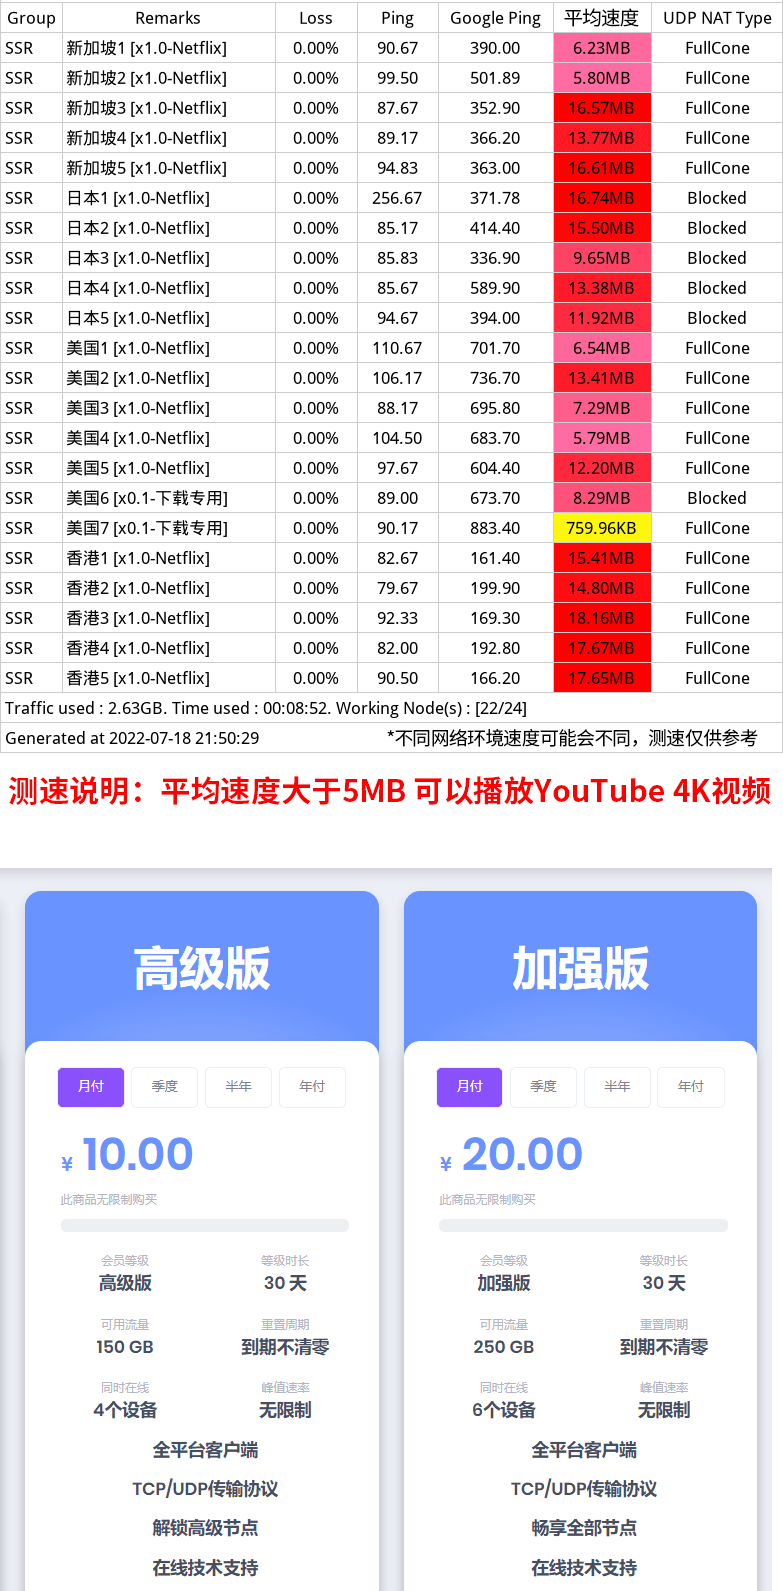 Group Remarks Loss Ping Google Ping 平均速度 UDP NAT Type
SSR 新加坡1 [x1.0-Netflix] 0.00% 90.67 390.00 6.23MB FullCone
SSR 新加坡2 [x1.0-Netflix] 0.00% 99.50 501.89 5.80MB FullCone
SSR 新加坡3 [x1.0-Netflix] 0.00% 87.67 352.90 16.57MB FullCone
SSR 新加坡4 [x1.0-Netflix] 0.00% 89.17 366.20 13.77MB FullCone
SSR 新加坡5 [x1.0-Netflix] 0.00% 94.83 363.00 16.61MB FullCone
SSR 日本1 [x1.0-Netflix] 0.00% 256.67 371.78 16.74MB Blocked
SSR 日本2 [x1.0-Netflix] 0.00% 85.17 414.40 15.50MB Blocked
SSR 日本3 [x1.0-Netflix] 0.00% 85.83 336.90 9.65MB Blocked
SSR 日本4 [x1.0-Netflix] 0.00% 85.67 589.90 13.38MB Blocked
SSR 日本5 [x1.0-Netflix] 0.00% 94.67 394.00 11.92MB Blocked
SSR 美国1 [x1.0-Netflix] 0.00% 110.67 701.70 6.54MB FullCone
SSR 美国2 [x1.0-Netflix] 0.00% 106.17 736.70 13.41MB FullCone
SSR 美国3 [x1.0-Netflix] 0.00% 88.17 695.80 7.29MB FullCone
SSR 美国4 [x1.0-Netflix] 0.00% 104.50 683.70 5.79MB FullCone
SSR 美国5 [x1.0-Netflix] 0.00% 97.67 604.40 12.20MB FullCone
SSR 美国6 [x0.1-下载专用] 0.00% 89.00 673.70 8.29MB Blocked
SSR 美国7 [x0.1-下载专用] 0.00% 90.17 883.40 759.96KB FullCone
SSR 香港1 [x1.0-Netflix] 0.00% 82.67 161.40 15.41MB FullCone
SSR 香港2 [x1.0-Netflix] 0.00% 79.67 199.90 14.80MB FullCone
SSR 香港3 [x1.0-Netflix] 0.00% 92.33 169.30 18.16MB FullCone
SSR 香港4 [x1.0-Netflix] 0.00% 82.00 192.80 17.67MB FullCone
SSR 香港5 [x1.0-Netflix] 0.00% 90.50 166.20 17.65MB FullCone
Traffic used : 2.63GB. Time used : 00:08:52. Working Node(s) : [22/24]
Generated at 2022-07-18 21:50:29 *不同网络环境速度可能会不同，测速仅供参考
测速说明：平均速度大于5MB 可以播放YouTube 4K视频
高级版
月付 季度 半年 年付
¥ 10.00
此商品无限制购买
会员等级 等级时长
高级版 30 天
可用流量 重置周期
150 GB 到期不清零
同时在线 峰值速率
4个设备 无限制
全平台客户端
TCP/UDP传输协议
解锁高级节点
在线技术支持
加强版
月付 季度 半年 年付
¥ 20.00
此商品无限制购买
会员等级 等级时长
加强版 30 天
可用流量 重置周期
250 GB 到期不清零
同时在线 峰值速率
6个设备 无限制
全平台客户端
TCP/UDP传输协议
畅享全部节点
在线技术支持